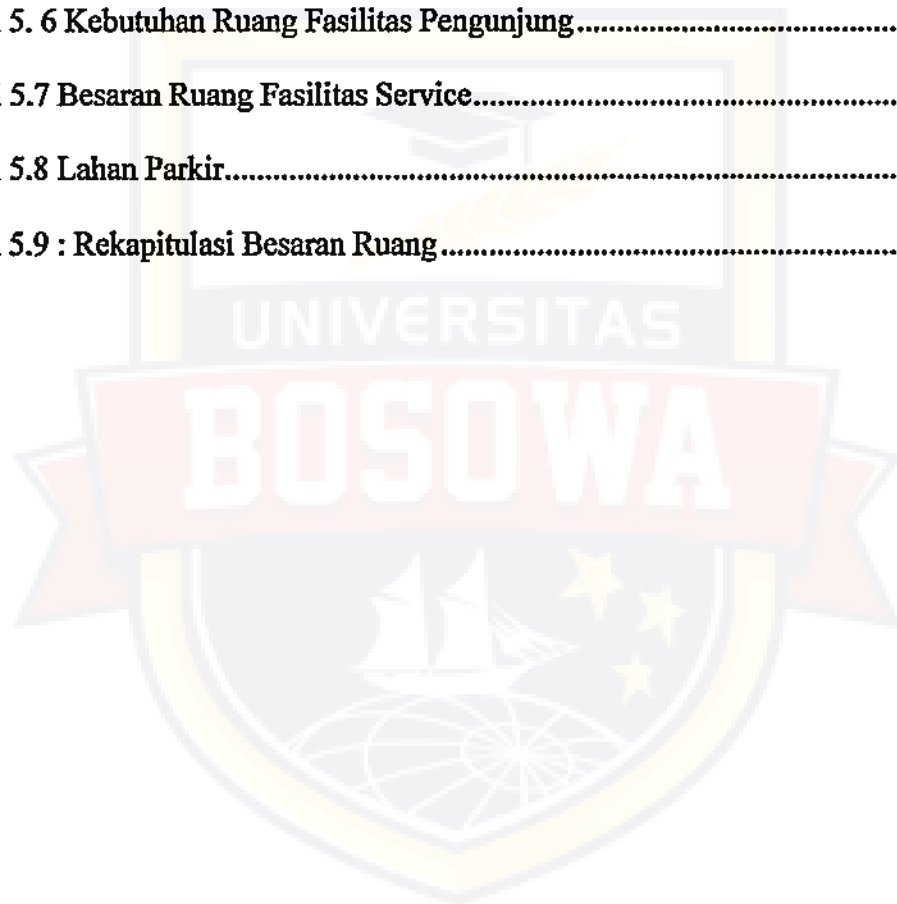 5. 6 Kebutuhan Ruang Fasilitas Pengunjung......................................
5.7 Besaran Ruang Fasilitas Service...................................................
5.8 Lahan Parkir..................................................................................
5.9 : Rekapitulasi Besaran Ruang.......................................................
UNIVERSITAS
BOSOWA